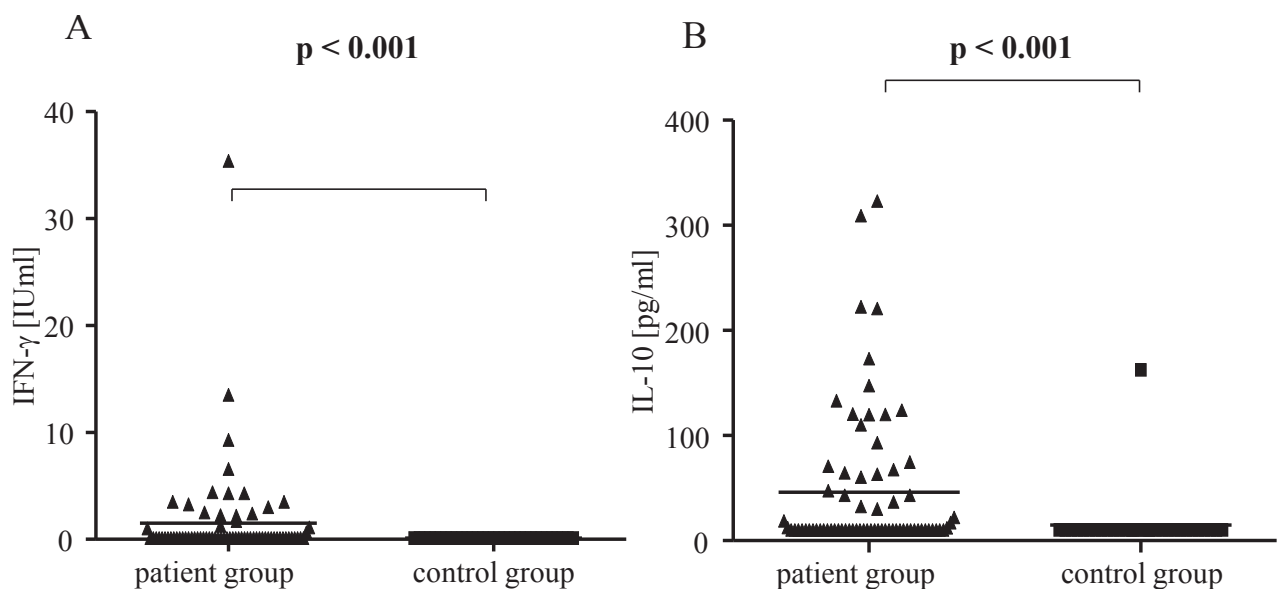 A
p < 0.001
40
30
20
10
0
IFN-γ [IUml]
patient group
control group
B
p < 0.001
400
300
200
100
0
IL-10 [pg/ml]
patient group
control group